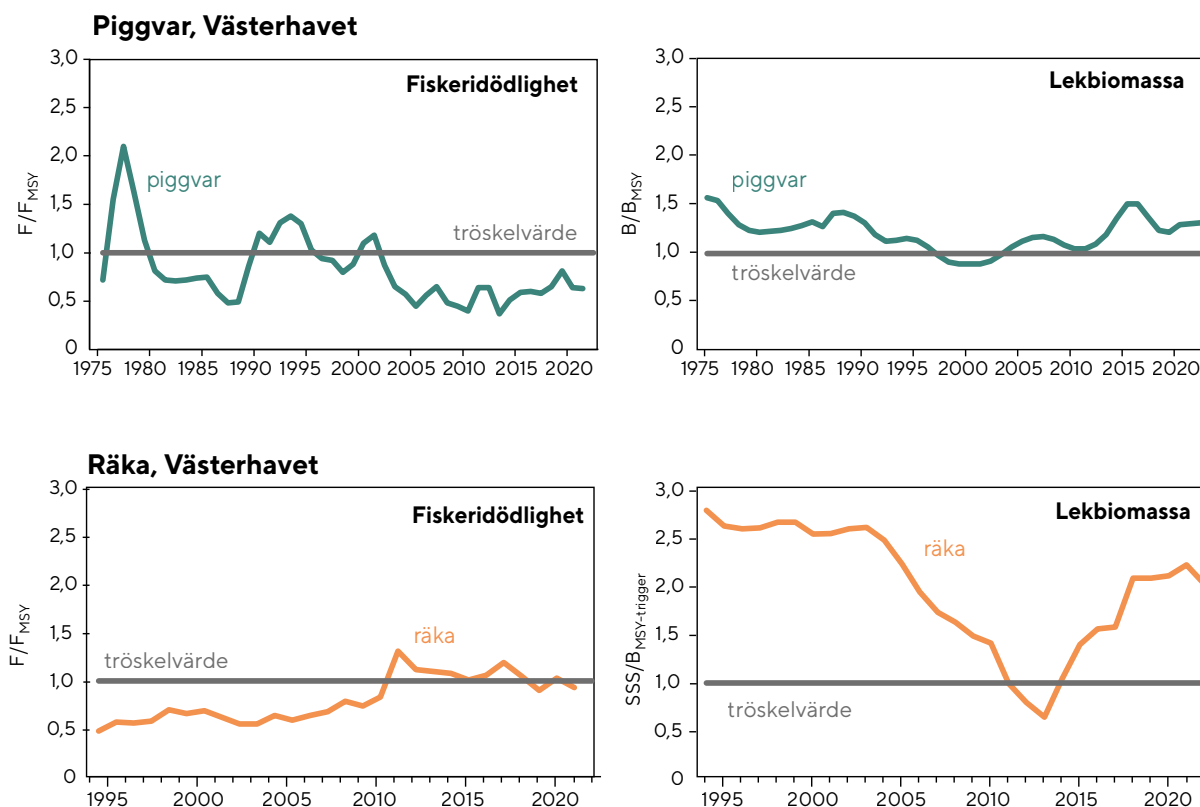 Piggvar, Västerhavet
Fiskeridödlighet
F/FMSY
3,0
2,5
2,0
1,5
1,0
0,5
0
piggvar
tröskelvärde
1975 1980 1985 1990 1995 2000 2005 2010 2015 2020
Lekbiomassa
B/BMSY
3,0
2,5
2,0
1,5
1,0
0,5
0
piggvar
tröskelvärde
1975 1980 1985 1990 1995 2000 2005 2010 2015 2020
Räka, Västerhavet
Fiskeridödlighet
F/FMSY
3,0
2,5
2,0
1,5
1,0
0,5
0
räka
tröskelvärde
1995 2000 2005 2010 2015 2020
Lekbiomassa
SSS/BMSY-trigger
3,0
2,5
2,0
1,5
1,0
0,5
0
räka
tröskelvärde
1995 2000 2005 2010 2015 2020